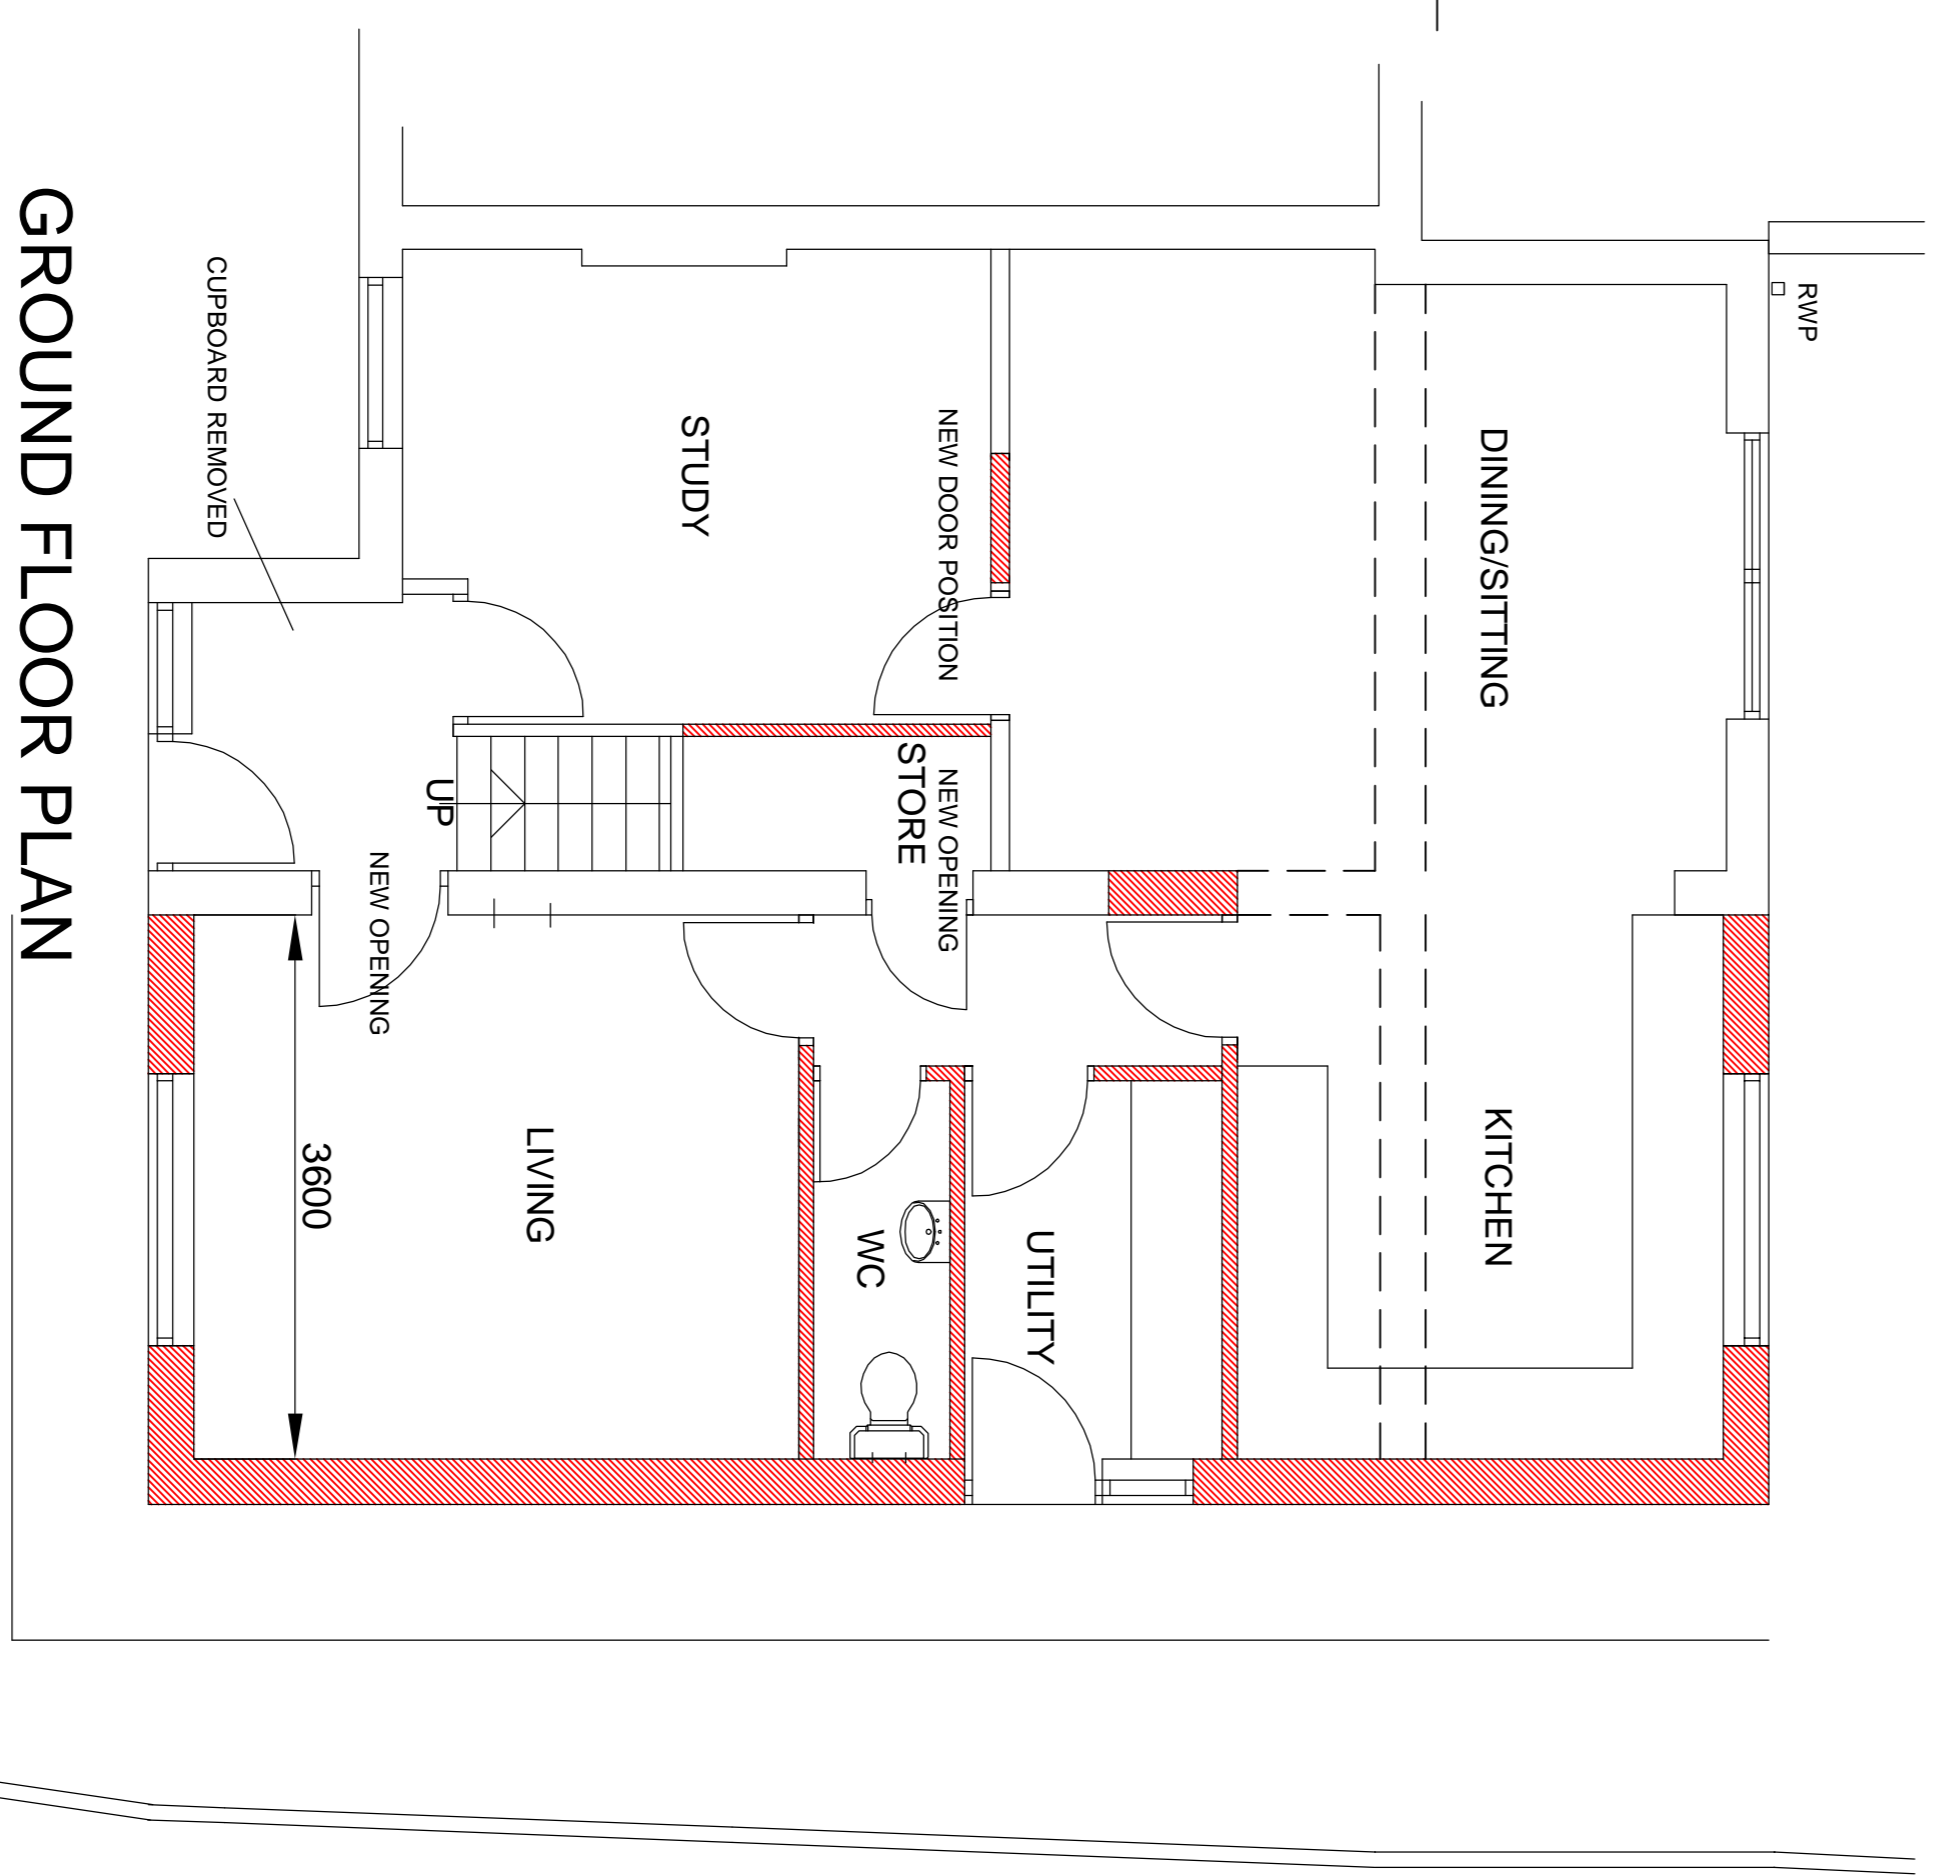 RWP
DINING/SITTING
KITCHEN
NEW DOOR POSITION
NEW OPENING
STORE
UTILITY
WC
STUDY
LIVING
UP
NEW OPENING
3600
CUPBOARD REMOVED
GROUND FLOOR PLAN